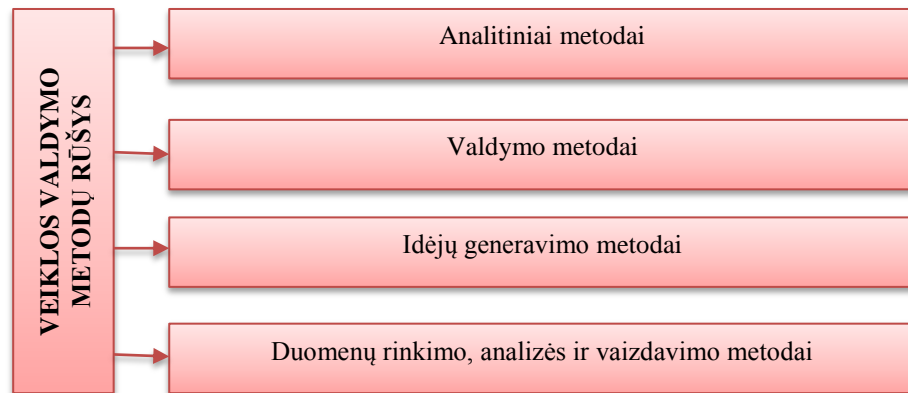 VEIKLOS VALDYMO
METODŲ RŪŠYS
Analitiniai metodai
Valdymo metodai
Idėjų generavimo metodai
Duomenų rinkimo, analizės ir vaizdavimo metodai